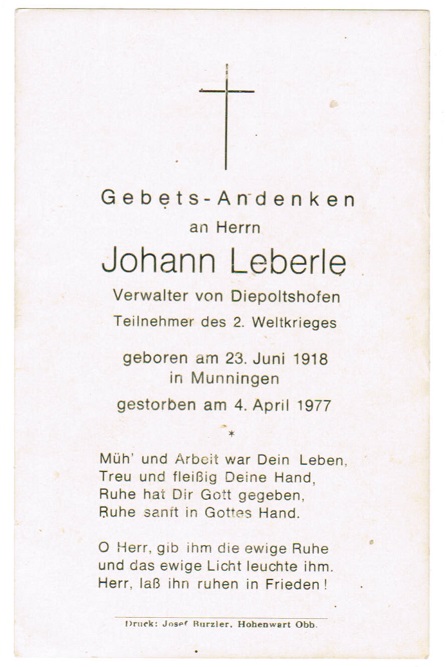 Gebets-Andenken
an Herrn
Johann Leberle
Verwalter von Diepoltshofen
Teilnehmer des 2. Weltkrieges
geboren am 23. Juni 1918
in Munningen
gestorben am 4. April 1977
*
Müh' und Arbeit war Dein Leben,
Treu und fleißig Deine Hand,
Ruhe hat Dir Gott gegeben,
Ruhe sanft in Gottes Hand.
O Herr, gib ihm die ewige Ruhe
und das ewige Licht leuchte ihm.
Herr, laß ihn ruhen in Frieden!
Druck: Josef Burzler, Hohenwart Obb.